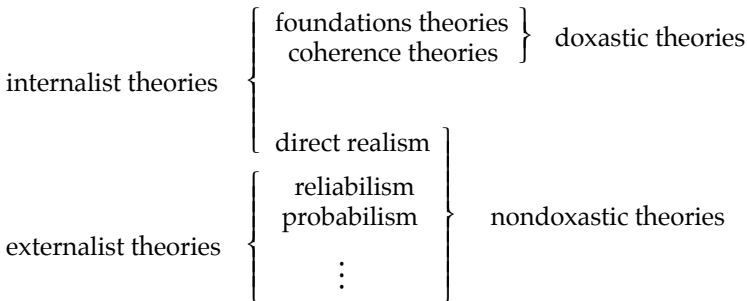 foundations theories
coherence theories
doxastic theories
internalist theories
direct realism
reliabilism
probabilism
nondoxastic theories
externalist theories
⋮